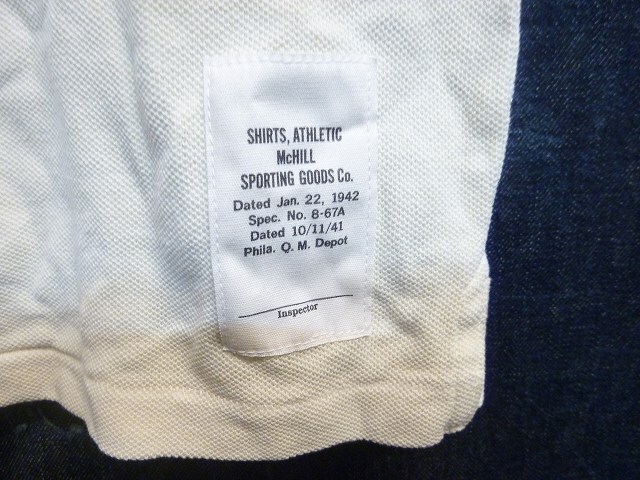 SHIRTS, ATHLETIC
McHILL
SPORTING GOODS Co.
Dated Jan. 22, 1942
Spec. No. 8-67A
Dated 10/11/41
Phila. Q. M. Depot
Inspector